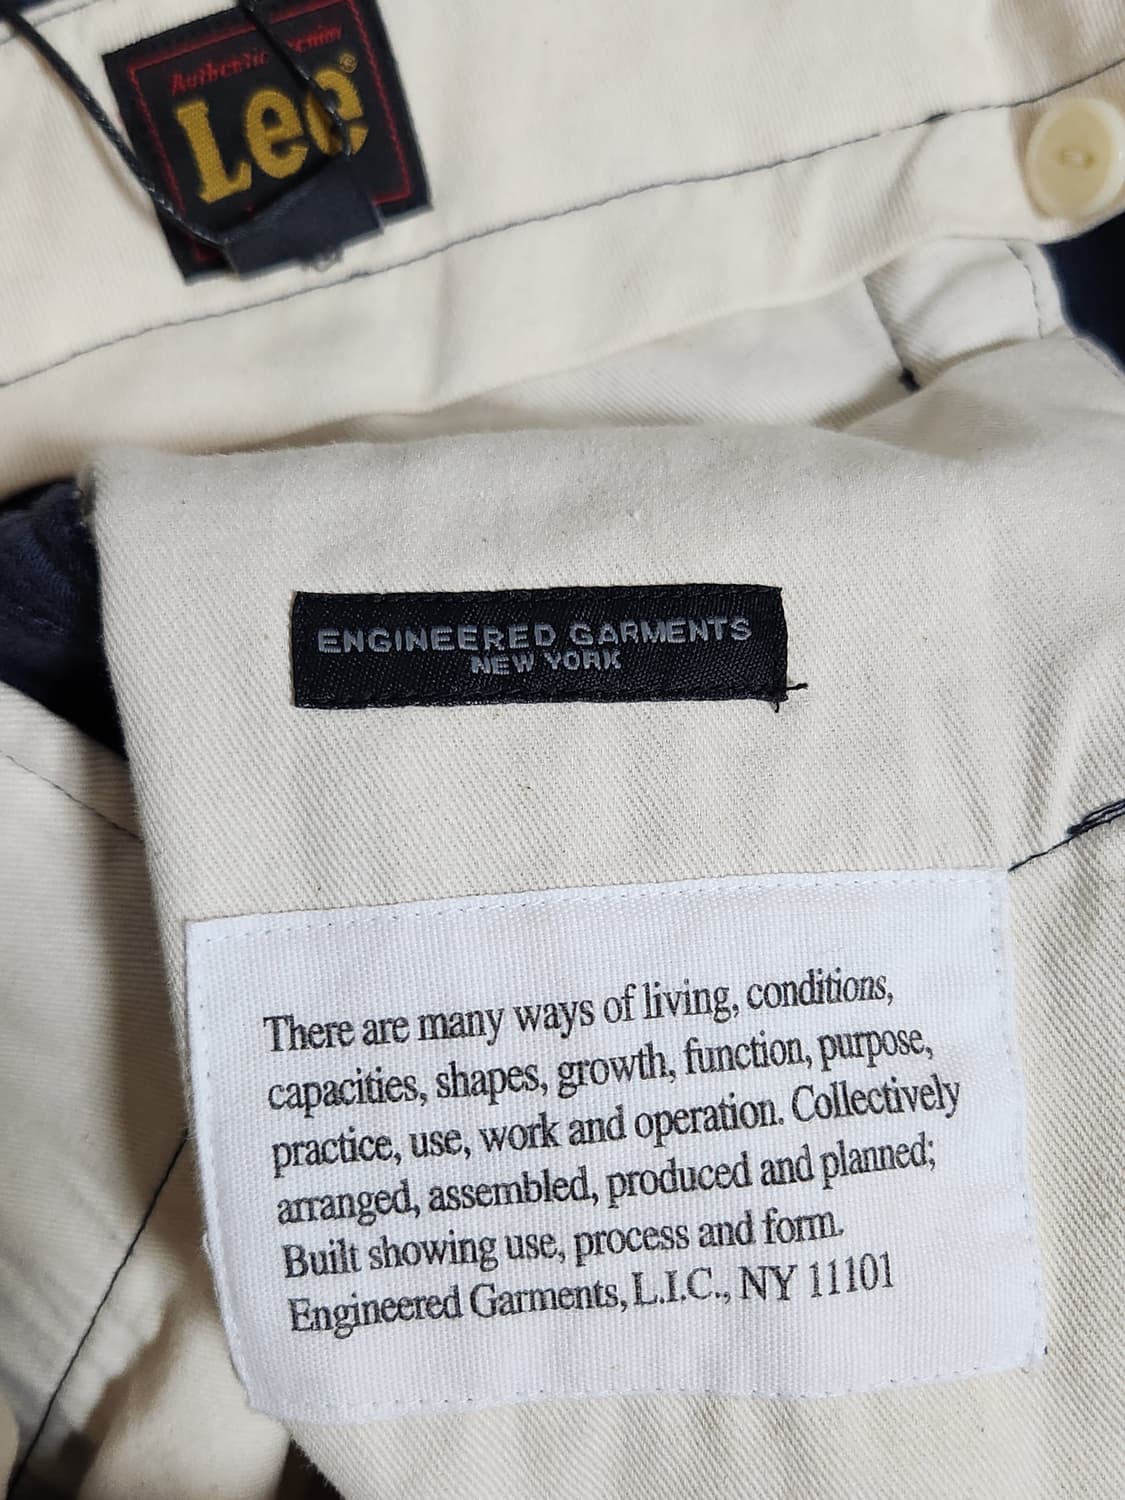 Authentic Denim
Lee®
ENGINEERED GARMENTS
NEW YORK
There are many ways of living, conditions,
capacities, shapes, growth, function, purpose,
practice, use, work and operation. Collectively
arranged, assembled, produced and planned;
Built showing use, process and form.
Engineered Garments, L.I.C., NY 11101